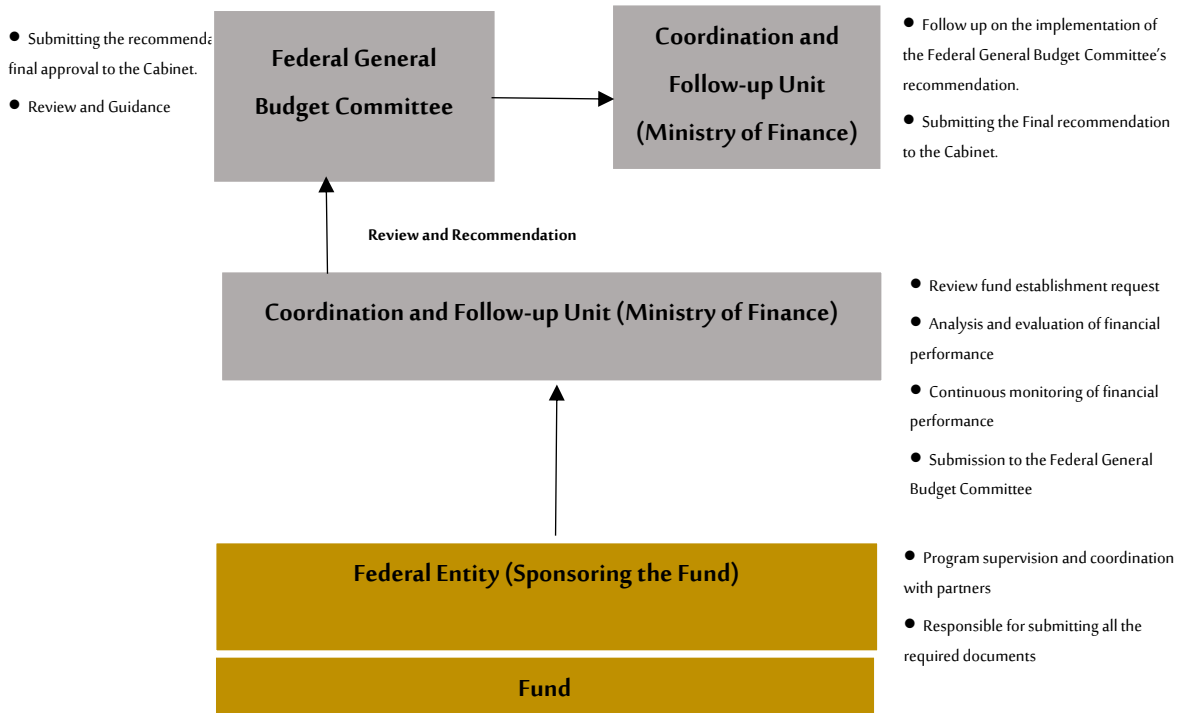 ● Submitting the
final approval to the Cabinet.
● Review and Guidance
Federal General
Budget Committee
Coordination and
Follow-up Unit
(Ministry of Finance)
● Follow up on the implementation of
the Federal General Budget Committee’s
recommendation.
● Submitting the Final recommendation
to the Cabinet.
Review and Recommendation
Coordination and Follow-up Unit (Ministry of Finance)
● Review fund establishment request
● Analysis and evaluation of financial
performance
● Continuous monitoring of financial
performance
● Submission to the Federal General
Budget Committee
Federal Entity (Sponsoring the Fund)
● Program supervision and coordination
with partners
● Responsible for submitting all the
required documents
Fund